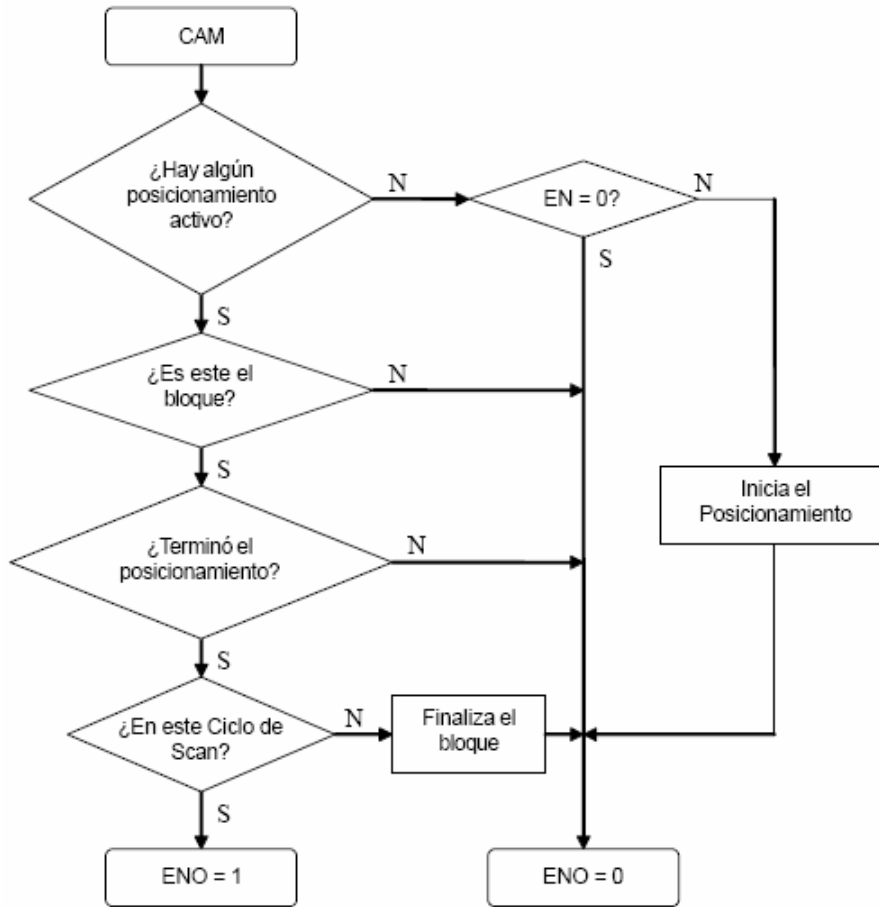 CAM
¿Hay algún
posicionamiento
activo?
N
EN = 0?
N
S
S
¿Es este el
bloque?
N
S
Inicia el
Posicionamiento
¿Terminó el
posicionamiento?
N
S
¿En este Ciclo de
Scan?
N
Finaliza el
bloque
S
ENO = 1
ENO = 0